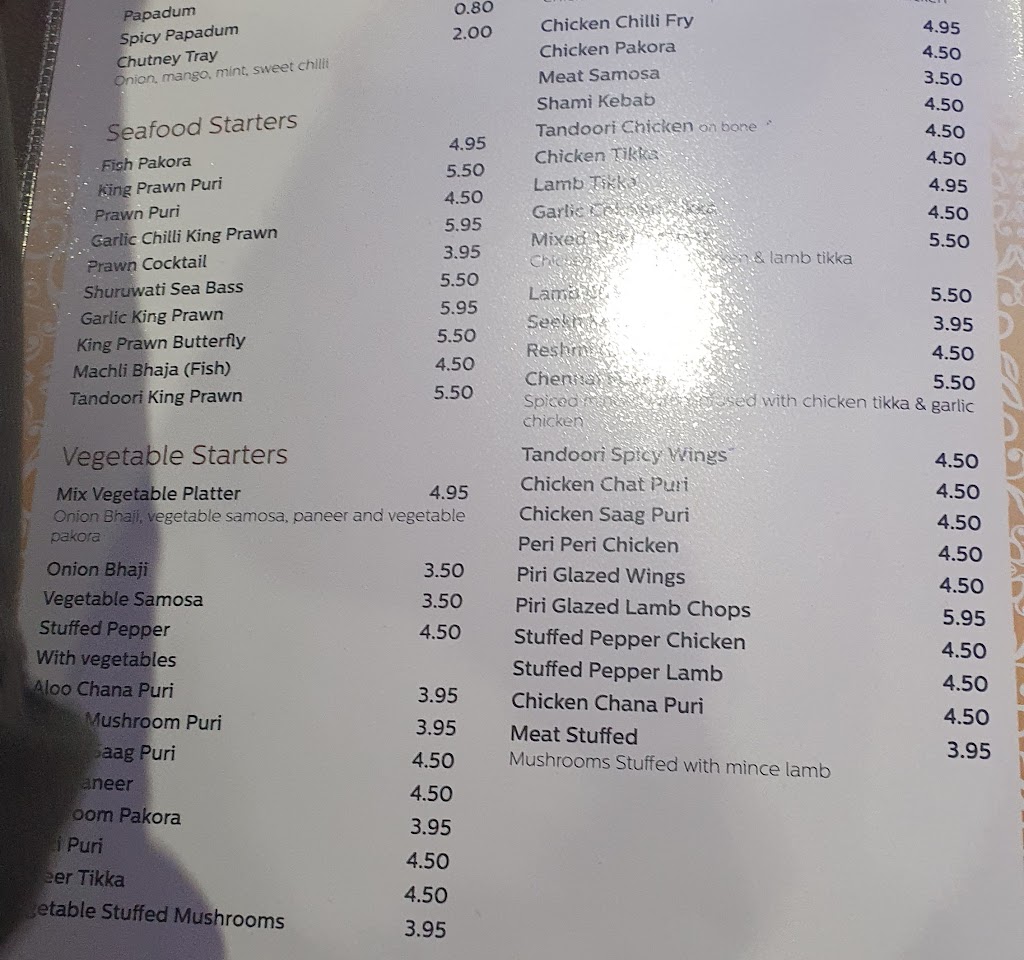 Papadum
Spicy Papadum 0.80
Chutney Tray 2.00
Onion, mango, mint, sweet chilli
Seafood Starters
Fish Pakora 4.95
King Prawn Puri 5.50
Prawn Puri 4.50
Garlic Chilli King Prawn 5.95
Prawn Cocktail 3.95
Shuruwati Sea Bass 5.50
Garlic King Prawn 5.95
King Prawn Butterfly 5.50
Machli Bhaja (Fish) 4.50
Tandoori King Prawn 5.50
Vegetable Starters
Mix Vegetable Platter 4.95
Onion Bhaji, vegetable samosa, paneer and vegetable
pakora
Onion Bhaji 3.50
Vegetable Samosa 3.50
Stuffed Pepper 4.50
With vegetables
Aloo Chana Puri 3.95
Mushroom Puri 3.95
Saag Puri 4.50
4.50
Pakora 3.95
Puri 4.50
Tikka 4.50
Stuffed Mushrooms 3.95
Chicken Chilli Fry 4.95
Chicken Pakora 4.50
Meat Samosa 3.50
Shami Kebab 4.50
Tandoori Chicken on bone 4.50
Chicken Tikka 4.50
Lamb Tikka 4.95
Garlic 4.50
Mixed 5.50
& lamb tikka
Lamb 5.50
Seekh 3.95
Reshmi 4.50
Chennai 5.50
Spiced with chicken tikka & garlic
chicken
Tandoori Spicy Wings 4.50
Chicken Chat Puri 4.50
Chicken Saag Puri 4.50
Peri Peri Chicken 4.50
Piri Glazed Wings 4.50
Piri Glazed Lamb Chops 5.95
Stuffed Pepper Chicken 4.50
Stuffed Pepper Lamb 4.50
Chicken Chana Puri 4.50
Meat Stuffed 3.95
Mushrooms Stuffed with mince lamb